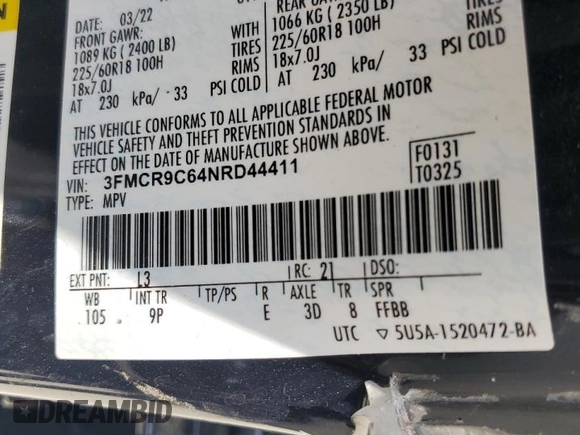 DATE: 03/22
FRONT GAWR:
1089 KG ( 2400 LB)
225/60R18 100H TIRES
18x7.0J RIMS
AT 230 kPa/ 33 PSI COLD
1066 KG ( 2350 LB)
225/60R18 100H TIRES
18x7.0J RIMS
AT 230 kPa/ 33 PSI COLD
THIS VEHICLE CONFORMS TO ALL APPLICABLE FEDERAL MOTOR
VEHICLE SAFETY AND THEFT PREVENTION STANDARDS IN
EFFECT ON THE DATE OF MANUFACTURE SHOWN ABOVE.
VIN: 3FMCR9C64NRD44411
TYPE: MPV
F0131
T0325
EXT PNT: L3 RC: 21 DSO:
WB INT TR TP/PS R AXLE TR SPR
105 9P E 3D 8 FFBB
UTC ▽ 5U5A-1520472-BA
DREAMBID